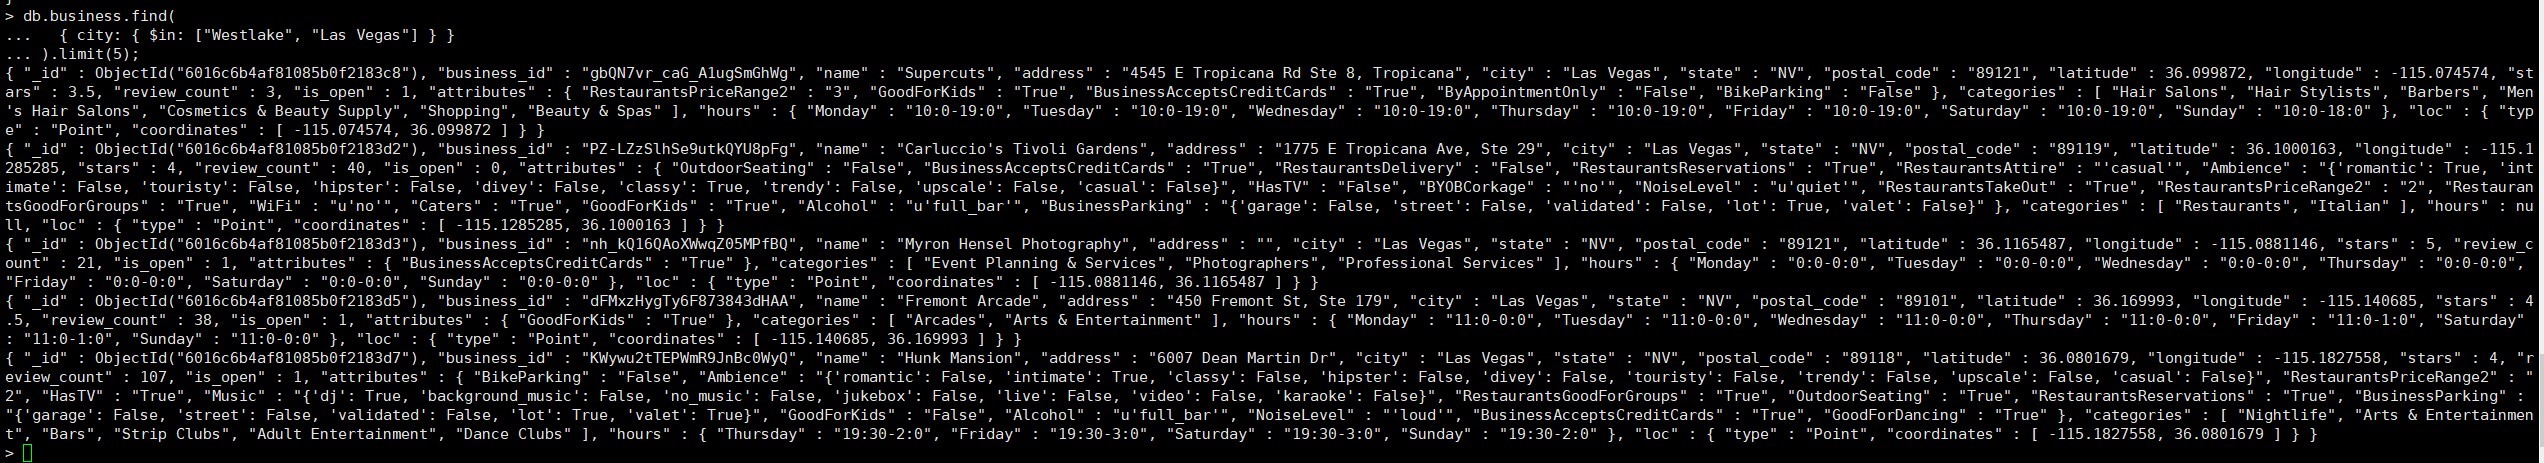 > db.business.find(
...   { city: { $in: ["Westlake", "Las Vegas"] } }
... ).limit(5);
{ "_id" : ObjectId("6016c6b4af81085b0f2183c8"), "business_id" : "gbQN7vr_caG_A1ugSmGhWg", "name" : "Supercuts", "address" : "4545 E Tropicana Rd Ste 8, Tropicana", "city" : "Las Vegas", "state" : "NV", "postal_code" : "89121", "latitude" : 36.099872, "longitude" : -115.074574, "st
ars" : 3.5, "review_count" : 3, "is_open" : 1, "attributes" : { "RestaurantsPriceRange2" : "3", "GoodForKids" : "True", "BusinessAcceptsCreditCards" : "True", "ByAppointmentOnly" : "False", "BikeParking" : "False" }, "categories" : [ "Hair Salons", "Hair Stylists", "Barbers", "Men
's Hair Salons", "Cosmetics & Beauty Supply", "Shopping", "Beauty & Spas" ], "hours" : { "Monday" : "10:0-19:0", "Tuesday" : "10:0-19:0", "Wednesday" : "10:0-19:0", "Thursday" : "10:0-19:0", "Friday" : "10:0-19:0", "Saturday" : "10:0-19:0", "Sunday" : "10:0-18:0" }, "loc" : { "typ
e" : "Point", "coordinates" : [ -115.074574, 36.099872 ] } }
{ "_id" : ObjectId("6016c6b4af81085b0f2183d2"), "business_id" : "PZ-LZzSlhSe9utkQYU8pFg", "name" : "Carluccio's Tivoli Gardens", "address" : "1775 E Tropicana Ave, Ste 29", "city" : "Las Vegas", "state" : "NV", "postal_code" : "89119", "latitude" : 36.1000163, "longitude" : -115.1
285285, "stars" : 4, "review_count" : 40, "is_open" : 0, "attributes" : { "OutdoorSeating" : "False", "BusinessAcceptsCreditCards" : "True", "RestaurantsDelivery" : "False", "RestaurantsReservations" : "True", "RestaurantsAttire" : "'casual'", "Ambience" : "{'romantic': True, 'int
imate': False, 'touristy': False, 'hipster': False, 'divey': False, 'classy': True, 'trendy': False, 'upscale': False, 'casual': False}", "HasTV" : "False", "BYOBCorkage" : "'no'", "NoiseLevel" : "u'quiet'", "RestaurantsTakeOut" : "True", "RestaurantsPriceRange2" : "2", "Restauran
tsGoodForGroups" : "True", "WiFi" : "u'no'", "Caters" : "True", "GoodForKids" : "True", "Alcohol" : "u'full_bar'", "BusinessParking" : "{'garage': False, 'street': False, 'validated': False, 'lot': True, 'valet': False}" }, "categories" : [ "Restaurants", "Italian" ], "hours" : nu
ll, "loc" : { "type" : "Point", "coordinates" : [ -115.1285285, 36.1000163 ] } }
{ "_id" : ObjectId("6016c6b4af81085b0f2183d3"), "business_id" : "nh_kQ16QAoXWwqZ05MPfBQ", "name" : "Myron Hensel Photography", "address" : "", "city" : "Las Vegas", "state" : "NV", "postal_code" : "89121", "latitude" : 36.1165487, "longitude" : -115.0881146, "stars" : 5, "review_c
ount" : 21, "is_open" : 1, "attributes" : { "BusinessAcceptsCreditCards" : "True" }, "categories" : [ "Event Planning & Services", "Photographers", "Professional Services" ], "hours" : { "Monday" : "0:0-0:0", "Tuesday" : "0:0-0:0", "Wednesday" : "0:0-0:0", "Thursday" : "0:0-0:0",
"Friday" : "0:0-0:0", "Saturday" : "0:0-0:0", "Sunday" : "0:0-0:0" }, "loc" : { "type" : "Point", "coordinates" : [ -115.0881146, 36.1165487 ] } }
{ "_id" : ObjectId("6016c6b4af81085b0f2183d5"), "business_id" : "dFMxzHygTy6F873843dHAA", "name" : "Fremont Arcade", "address" : "450 Fremont St, Ste 179", "city" : "Las Vegas", "state" : "NV", "postal_code" : "89101", "latitude" : 36.169993, "longitude" : -115.140685, "stars" : 4
.5, "review_count" : 38, "is_open" : 1, "attributes" : { "GoodForKids" : "True" }, "categories" : [ "Arcades", "Arts & Entertainment" ], "hours" : { "Monday" : "11:0-0:0", "Tuesday" : "11:0-0:0", "Wednesday" : "11:0-0:0", "Thursday" : "11:0-0:0", "Friday" : "11:0-1:0", "Saturday"
: "11:0-1:0", "Sunday" : "11:0-0:0" }, "loc" : { "type" : "Point", "coordinates" : [ -115.140685, 36.169993 ] } }
{ "_id" : ObjectId("6016c6b4af81085b0f2183d7"), "business_id" : "KWywu2tTEPWmR9JnBc0WyQ", "name" : "Hunk Mansion", "address" : "6007 Dean Martin Dr", "city" : "Las Vegas", "state" : "NV", "postal_code" : "89118", "latitude" : 36.0801679, "longitude" : -115.1827558, "stars" : 4, "r
eview_count" : 107, "is_open" : 1, "attributes" : { "BikeParking" : "False", "Ambience" : "{'romantic': False, 'intimate': True, 'classy': False, 'hipster': False, 'divey': False, 'touristy': False, 'trendy': False, 'upscale': False, 'casual': False}", "RestaurantsPriceRange2" : "
2", "HasTV" : "True", "Music" : "{'dj': True, 'background_music': False, 'no_music': False, 'jukebox': False, 'live': False, 'video': False, 'karaoke': False}", "RestaurantsGoodForGroups" : "True", "OutdoorSeating" : "True", "RestaurantsReservations" : "True", "BusinessParking" :
"{'garage': False, 'street': False, 'validated': False, 'lot': True, 'valet': True}", "GoodForKids" : "False", "Alcohol" : "u'full_bar'", "NoiseLevel" : "'loud'", "BusinessAcceptsCreditCards" : "True", "GoodForDancing" : "True" }, "categories" : [ "Nightlife", "Arts & Entertainmen
t", "Bars", "Strip Clubs", "Adult Entertainment", "Dance Clubs" ], "hours" : { "Thursday" : "19:30-2:0", "Friday" : "19:30-3:0", "Saturday" : "19:30-3:0", "Sunday" : "19:30-2:0" }, "loc" : { "type" : "Point", "coordinates" : [ -115.1827558, 36.0801679 ] } }
>